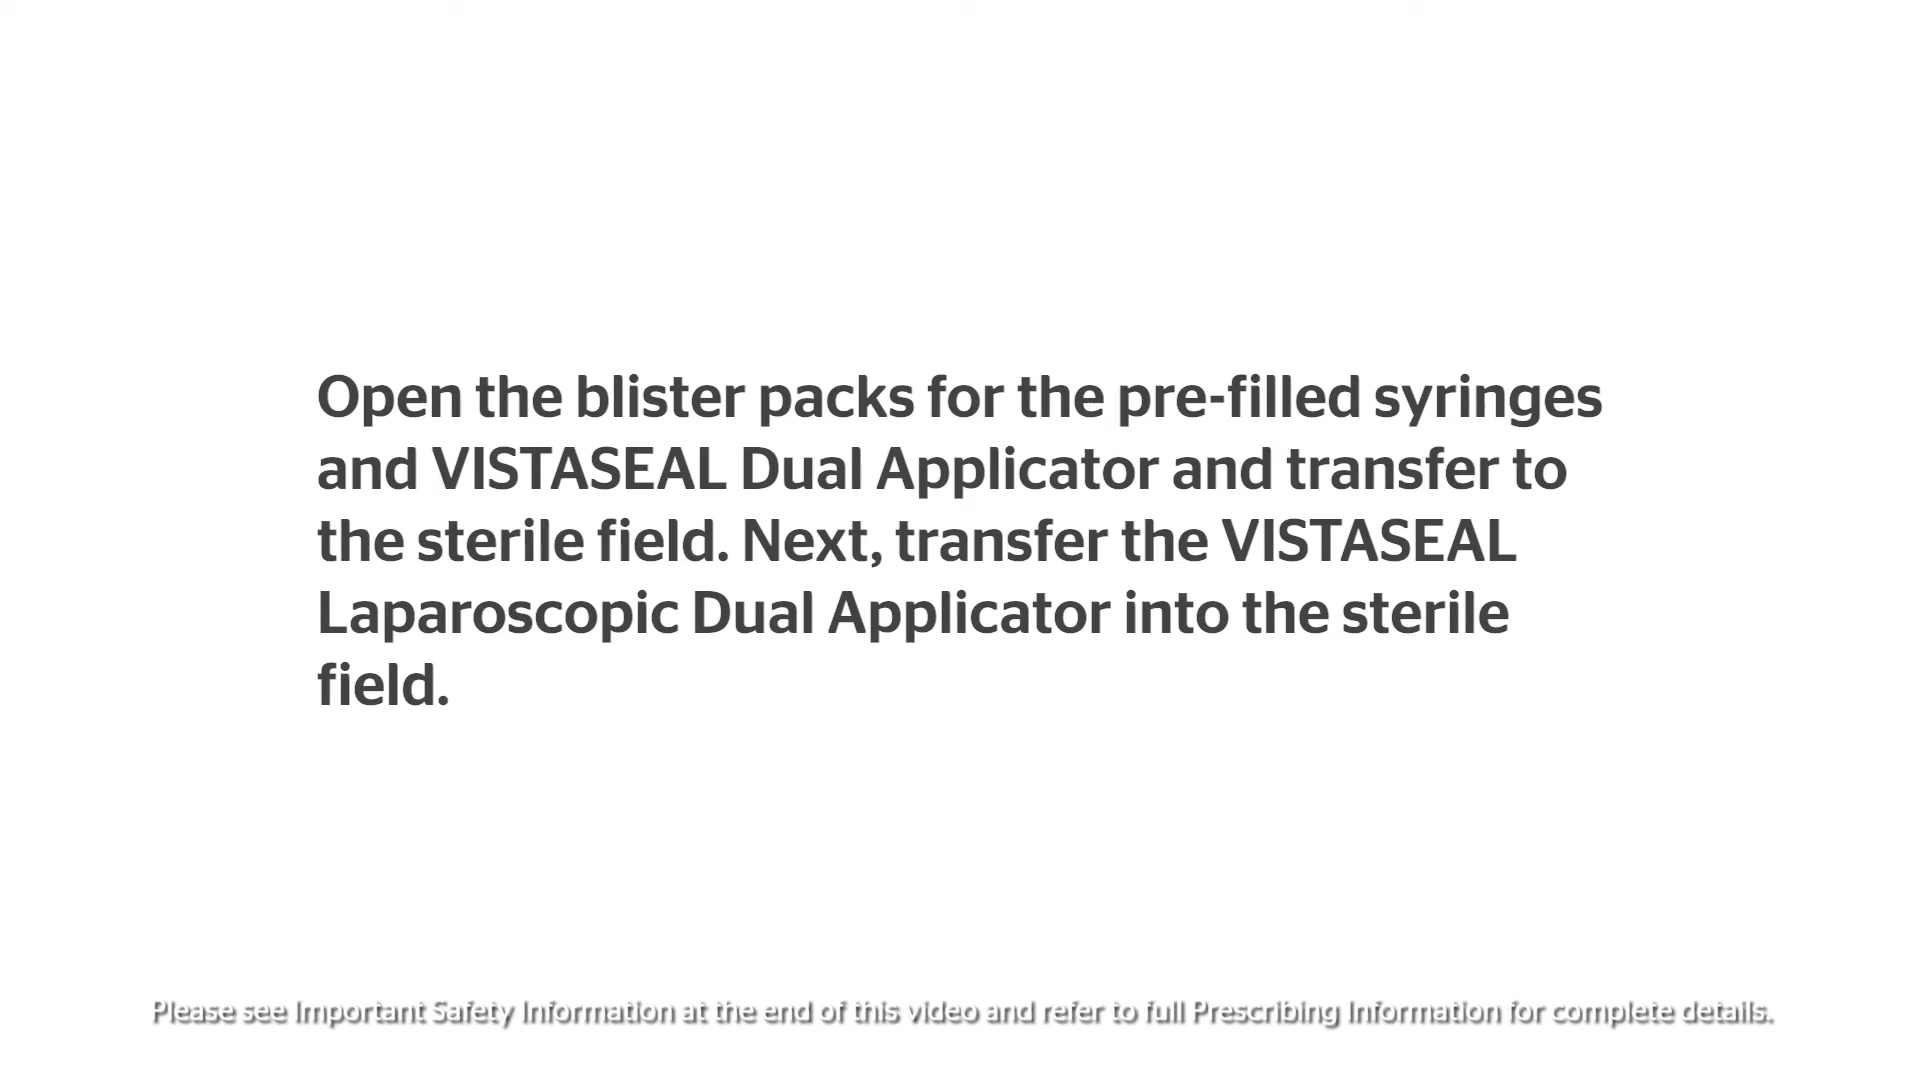 Open the blister packs for the pre-filled syringes
and VISTASEAL Dual Applicator and transfer to
the sterile field. Next, transfer the VISTASEAL
Laparoscopic Dual Applicator into the sterile
field.
Please see Important Safety Information at the end of this video and refer to full Prescribing Information for complete details.